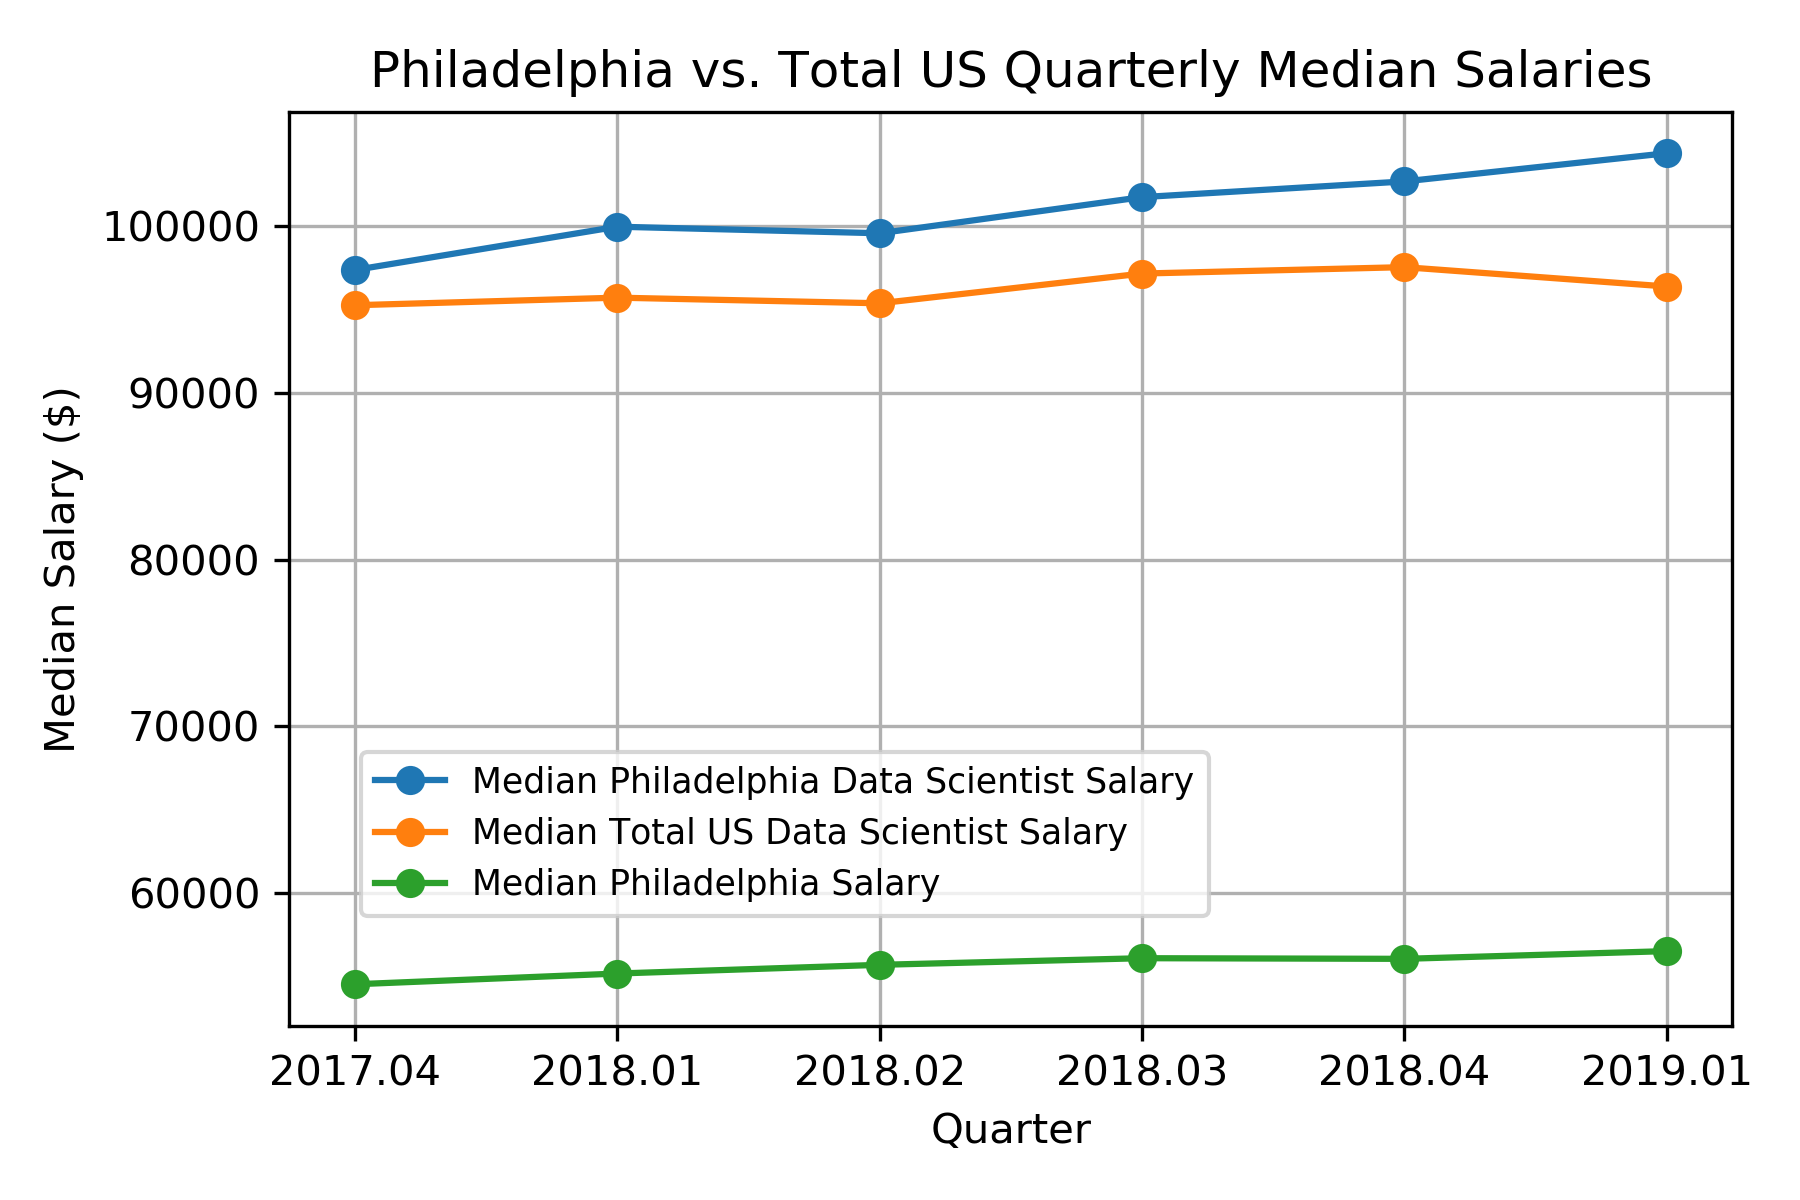 Philadelphia vs. Total US Quarterly Median Salaries
Median Salary ($)
100000
90000
80000
70000
60000
Median Philadelphia Data Scientist Salary
Median Total US Data Scientist Salary
Median Philadelphia Salary
2017.04 2018.01 2018.02 2018.03 2018.04 2019.01
Quarter